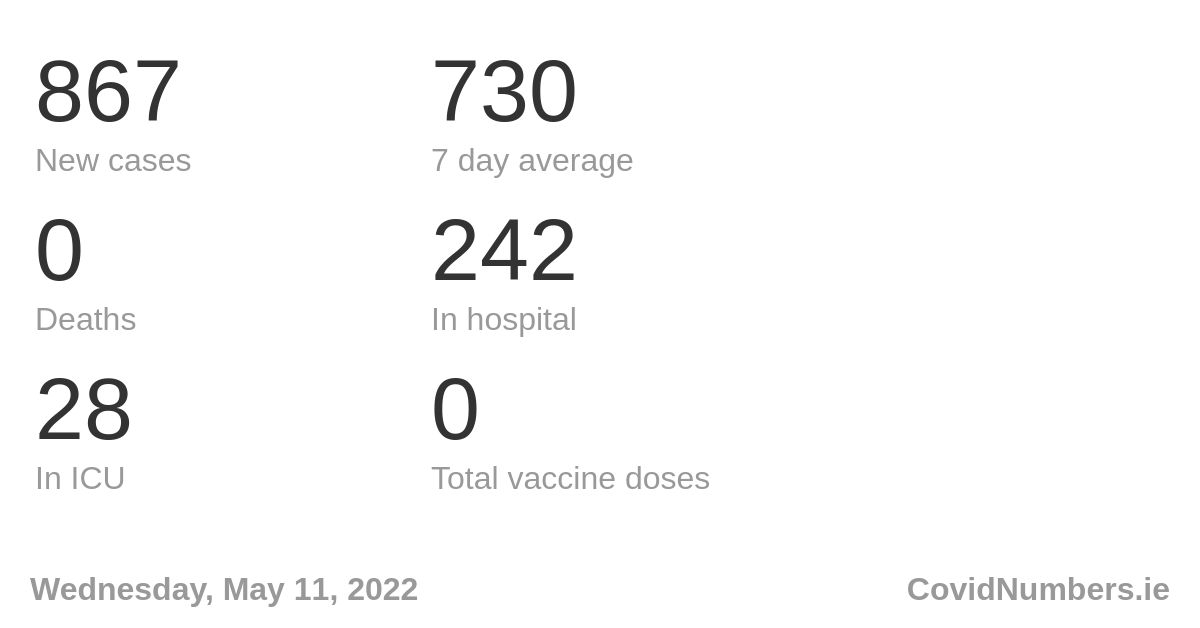 867 730
New cases 7 day average
0 242
Deaths In hospital
28 0
In ICU Total vaccine doses
Wednesday, May 11, 2022 CovidNumbers.ie